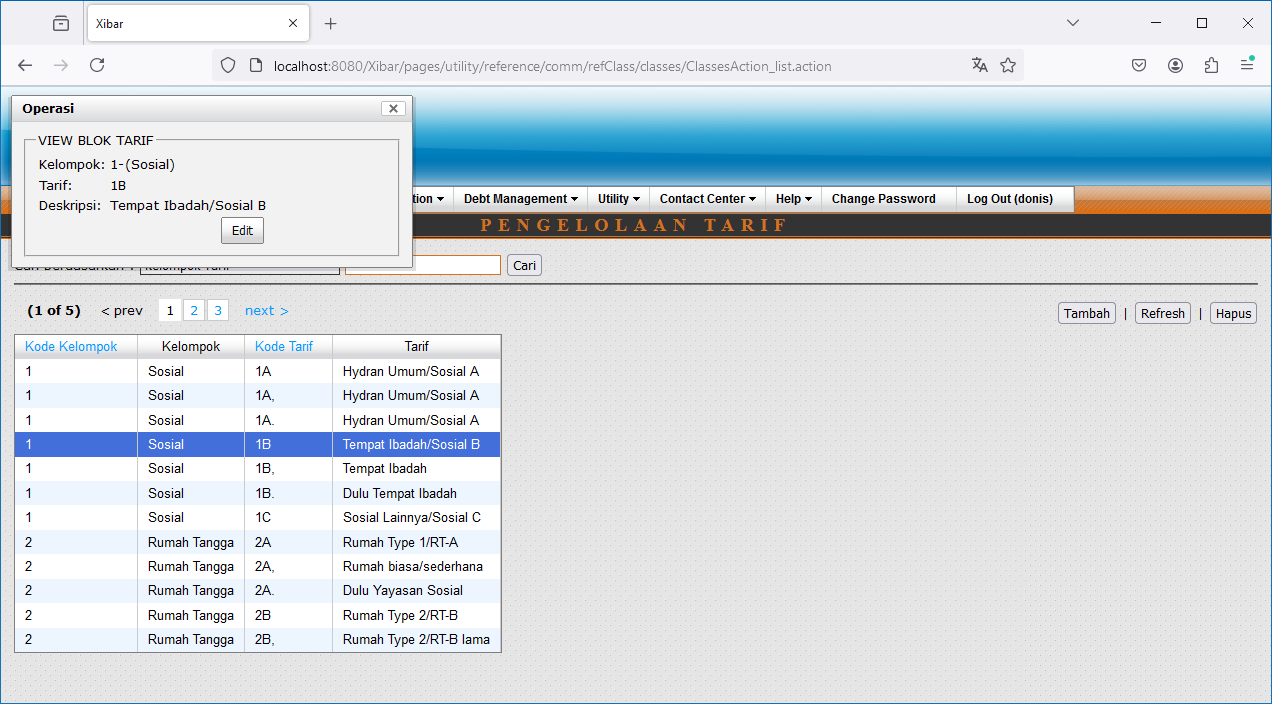 Xibar
localhost:8080/Xibar/pages/utility/reference/comm/refClass/classes/ClassesAction_list.action
Operasi
VIEW BLOK TARIF
Kelompok: 1-(Sosial)
Tarif: 1B
Deskripsi: Tempat Ibadah/Sosial B
Edit
tion Debt Management Utility Contact Center Help Change Password Log Out (donis)
PENGELOLAAN TARIF
Cari
(1 of 5) < prev 1 2 3 next > Tambah | Refresh | Hapus
Kode Kelompok Kelompok Kode Tarif Tarif
1 Sosial 1A Hydran Umum/Sosial A
1 Sosial 1A, Hydran Umum/Sosial A
1 Sosial 1A. Hydran Umum/Sosial A
1 Sosial 1B Tempat Ibadah/Sosial B
1 Sosial 1B, Tempat Ibadah
1 Sosial 1B. Dulu Tempat Ibadah
1 Sosial 1C Sosial Lainnya/Sosial C
2 Rumah Tangga 2A Rumah Type 1/RT-A
2 Rumah Tangga 2A, Rumah biasa/sederhana
2 Rumah Tangga 2A. Dulu Yayasan Sosial
2 Rumah Tangga 2B Rumah Type 2/RT-B
2 Rumah Tangga 2B, Rumah Type 2/RT-B lama